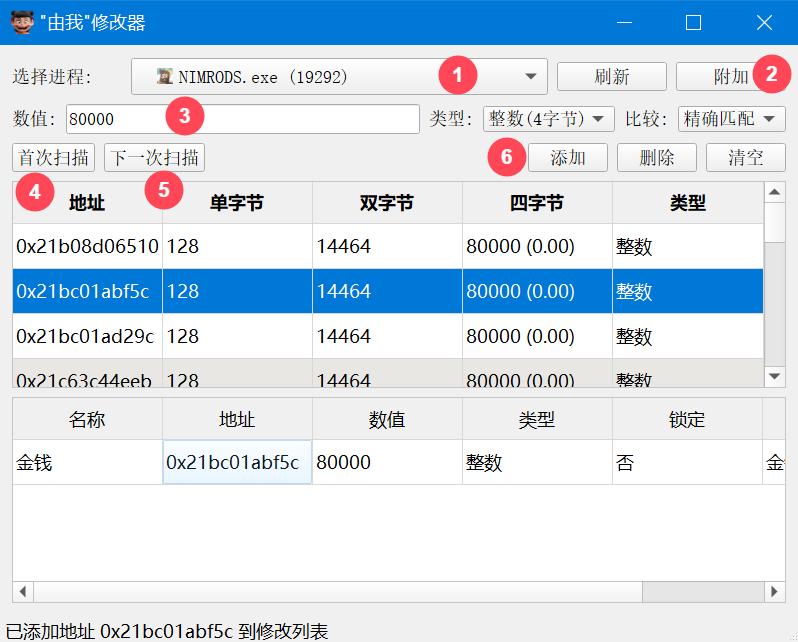 "由我"修改器
选择进程: NIMRODS.exe (19292) 1 刷新 附加 2
数值: 80000 3 类型: 整数(4字节) 比较: 精确匹配
首次扫描 下一次扫描 6 添加 删除 清空
4 5
地址 单字节 双字节 四字节 类型
0x21b08d06510 128 14464 80000 (0.00) 整数
0x21bc01abf5c 128 14464 80000 (0.00) 整数
0x21bc01ad29c 128 14464 80000 (0.00) 整数
0x21c63c44eeb 128 14464 80000 (0.00) 整数
名称 地址 数值 类型 锁定
金钱 0x21bc01abf5c 80000 整数 否 金
已添加地址 0x21bc01abf5c 到修改列表